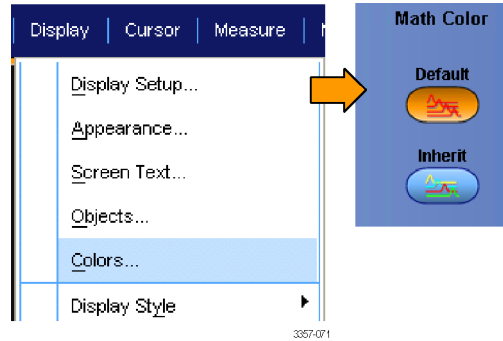 Display Cursor Measure
Display Setup...
Appearance...
Screen Text...
Objects...
Colors...
Display Style
Math Color
Default
Inherit
3357-071